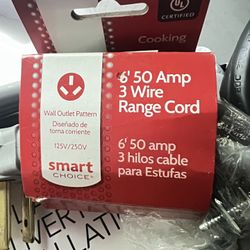 UL
CERTIFIED
Cooking
Wall Outlet Pattern
Diseñado de
toma corriente
125V/250V
smart
CHOICE
6' 50 Amp
3 Wire
Range Cord
6' 50 amp
3 hilos cable
para Estufas